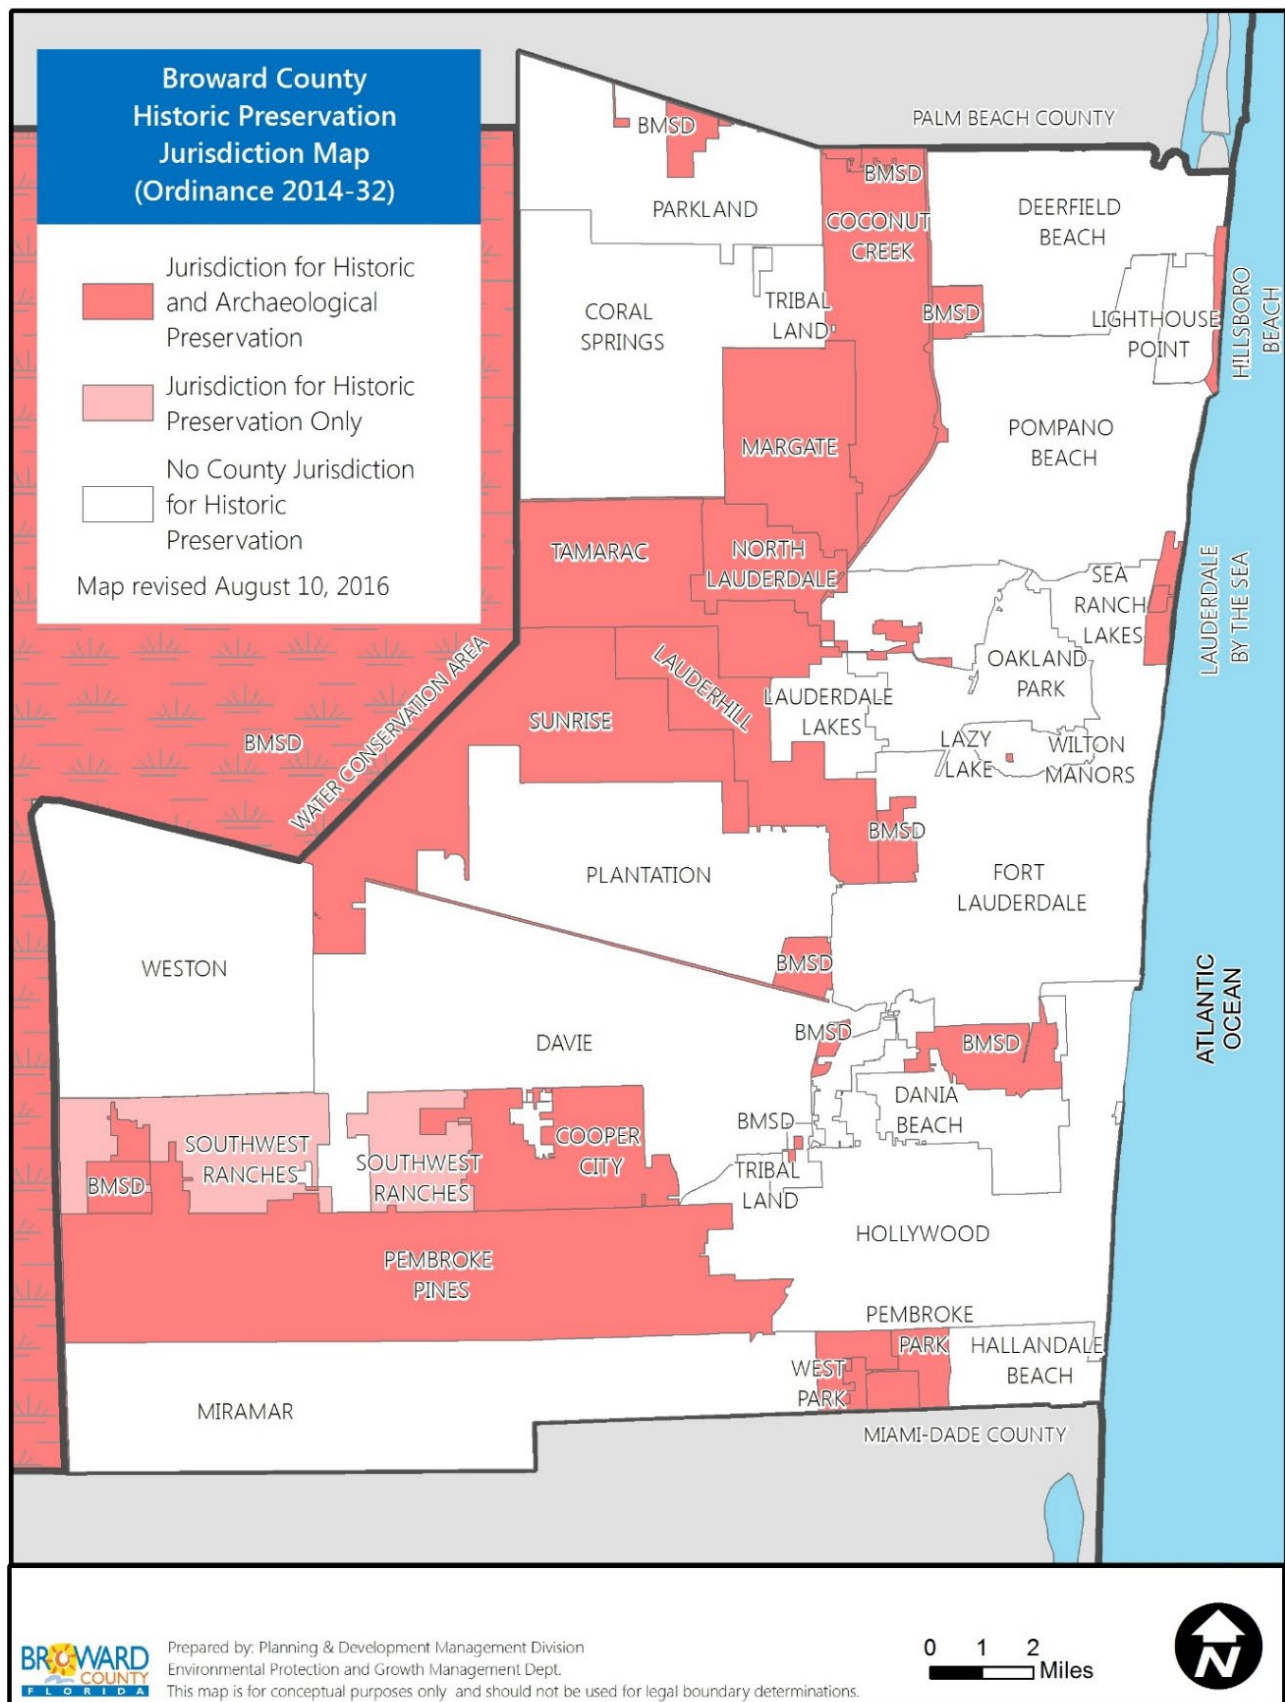 Broward County
Historic Preservation
Jurisdiction Map
(Ordinance 2014-32)
Jurisdiction for Historic
and Archaeological
Preservation
Jurisdiction for Historic
Preservation Only
No County Jurisdiction
for Historic
Preservation
Map revised August 10, 2016
PALM BEACH COUNTY
BMSD
BMSD
PARKLAND
COCONUT
CREEK
DEERFIELD
BEACH
HILLSBORO
BEACH
CORAL
SPRINGS
TRIBAL
LAND
BMSD
LIGHTHOUSE
POINT
MARGATE
POMPANO
BEACH
TAMARAC
NORTH
LAUDERDALE
SEA
RANCH
LAKES
LAUDERDALE
BY THE SEA
LAUDERHILL
OAKLAND
PARK
LAUDERDALE
LAKES
SUNRISE
BMSD
WATER CONSERVATION AREA
LAZY
LAKE
WILTON
MANORS
BMSD
PLANTATION
FORT
LAUDERDALE
WESTON
BMSD
ATLANTIC
OCEAN
DAVIE
BMSD
BMSD
DANIA
BEACH
BMSD
SOUTHWEST
RANCHES
SOUTHWEST
RANCHES
COOPER
CITY
BMSD
TRIBAL
LAND
HOLLYWOOD
PEMBROKE
PINES
PEMBROKE
PARK
HALLANDALE
BEACH
WEST
PARK
MIRAMAR
MIAMI-DADE COUNTY
BROWARD
COUNTY
FLORIDA
Prepared by: Planning & Development Management Division
Environmental Protection and Growth Management Dept.
This map is for conceptual purposes only and should not be used for legal boundary determinations.
0 1 2
Miles
N